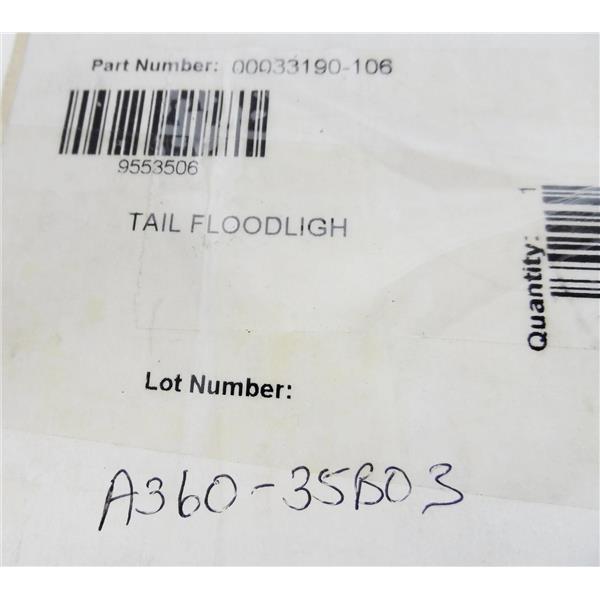 Part Number: 00033190-106
9553506
TAIL FLOODLIGH
Quantity: 1
Lot Number:
A360-35B03